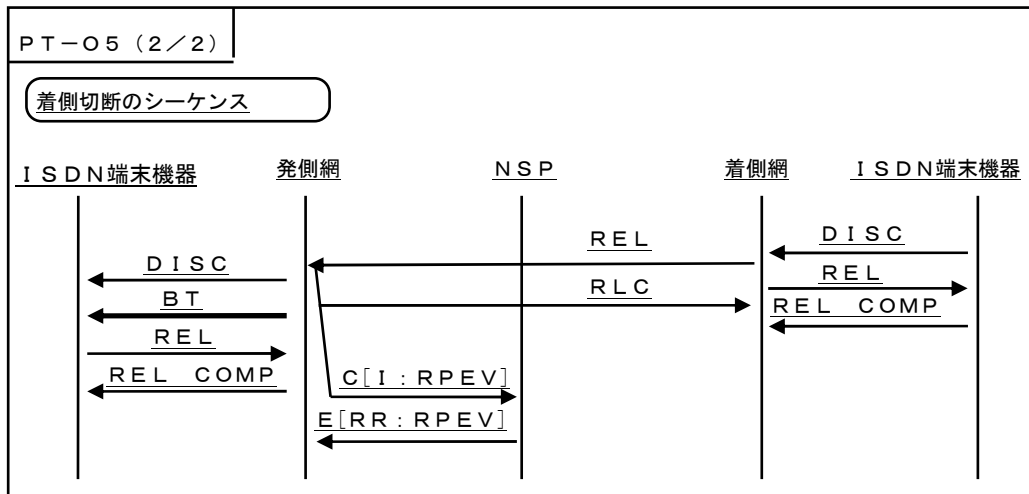 PT-O5（2／2）
着側切断のシーケンス
ISDN端末機器 発側網 NSP 着側網 ISDN端末機器
REL DISC
DISC
RLC REL
BT
REL COMP
REL
C[I:RPEV]
REL COMP
E[RR:RPEV]